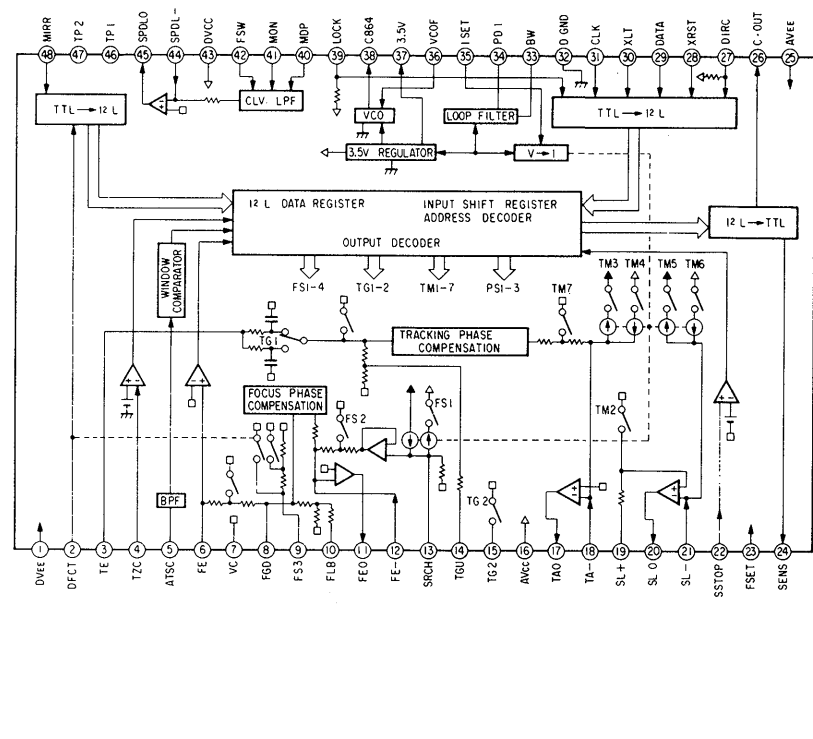 MIRR
TP2
TP1
SPDLO
SPDL-
DVCC
FSW
MON
MDP
LOCK
C864
3.5V
VCOF
ISET
PD1
BW
D GND
CLK
XLT
DATA
XRST
DIRC
C-OUT
AVEE
48
47
46
45
44
43
42
41
40
39
38
37
36
35
34
33
32
31
30
29
28
27
26
25
TTL → I2 L
CLV. LPF
VCO
LOOP FILTER
TTL → I2 L
3.5V REGULATOR
V → I
I2 L DATA REGISTER
INPUT SHIFT REGISTER
ADDRESS DECODER
OUTPUT DECODER
I2 L → TTL
WINDOW
COMPARATOR
FS1-4
TG1-2
TM1-7
PS1-3
TM7
TM3
TM4
TM5
TM6
TG1
TRACKING PHASE
COMPENSATION
FOCUS PHASE
COMPENSATION
FS2
FS1
TM2
BPF
TG2
1
2
3
4
5
6
7
8
9
10
11
12
13
14
15
16
17
18
19
20
21
22
23
24
DVEE
DFCT
TE
TZC
ATSC
FE
VC
FGD
FS3
FLB
FEO
FE-
SRCH
TGU
TG2
AVCC
TAO
TA-
SL+
SLO
SL-
SSTOP
FSET
SENS